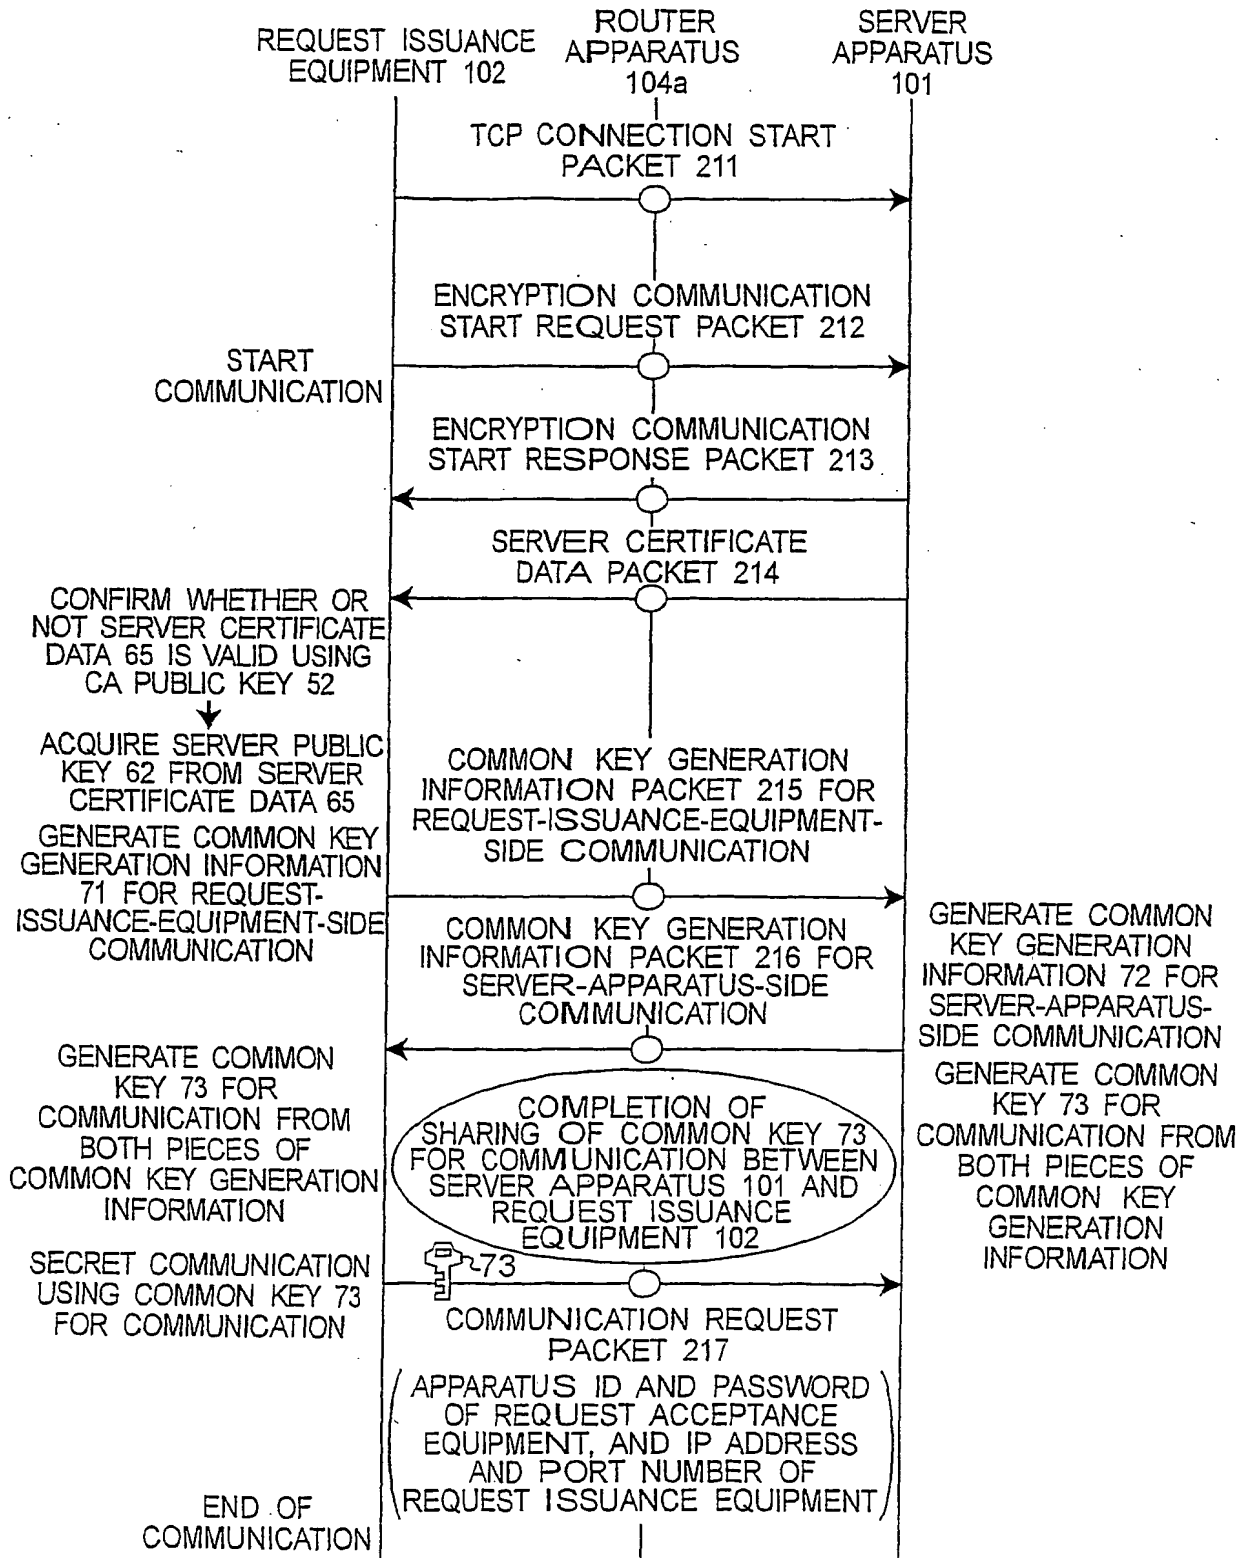 REQUEST ISSUANCE
EQUIPMENT 102
ROUTER
APPARATUS
104a
SERVER
APPARATUS
101
TCP CONNECTION START
PACKET 211
ENCRYPTION COMMUNICATION
START REQUEST PACKET 212
START
COMMUNICATION
ENCRYPTION COMMUNICATION
START RESPONSE PACKET 213
SERVER CERTIFICATE
DATA PACKET 214
CONFIRM WHETHER OR
NOT SERVER CERTIFICATE
DATA 65 IS VALID USING
CA PUBLIC KEY 52
ACQUIRE SERVER PUBLIC
KEY 62 FROM SERVER
CERTIFICATE DATA 65
GENERATE COMMON KEY
GENERATION INFORMATION
71 FOR REQUEST-
ISSUANCE-EQUIPMENT-SIDE
COMMUNICATION
COMMON KEY GENERATION
INFORMATION PACKET 215 FOR
REQUEST-ISSUANCE-EQUIPMENT-
SIDE COMMUNICATION
COMMON KEY GENERATION
INFORMATION PACKET 216 FOR
SERVER-APPARATUS-SIDE
COMMUNICATION
GENERATE COMMON
KEY GENERATION
INFORMATION 72 FOR
SERVER-APPARATUS-
SIDE COMMUNICATION
GENERATE COMMON
KEY 73 FOR
COMMUNICATION FROM
BOTH PIECES OF
COMMON KEY GENERATION
INFORMATION
COMPLETION OF
SHARING OF COMMON KEY 73
FOR COMMUNICATION BETWEEN
SERVER APPARATUS 101 AND
REQUEST ISSUANCE
EQUIPMENT 102
GENERATE COMMON
KEY 73 FOR
COMMUNICATION FROM
BOTH PIECES OF
COMMON KEY
GENERATION
INFORMATION
SECRET COMMUNICATION
USING COMMON KEY 73
FOR COMMUNICATION
73
COMMUNICATION REQUEST
PACKET 217
APPARATUS ID AND PASSWORD
OF REQUEST ACCEPTANCE
EQUIPMENT, AND IP ADDRESS
AND PORT NUMBER OF
REQUEST ISSUANCE EQUIPMENT
END OF
COMMUNICATION